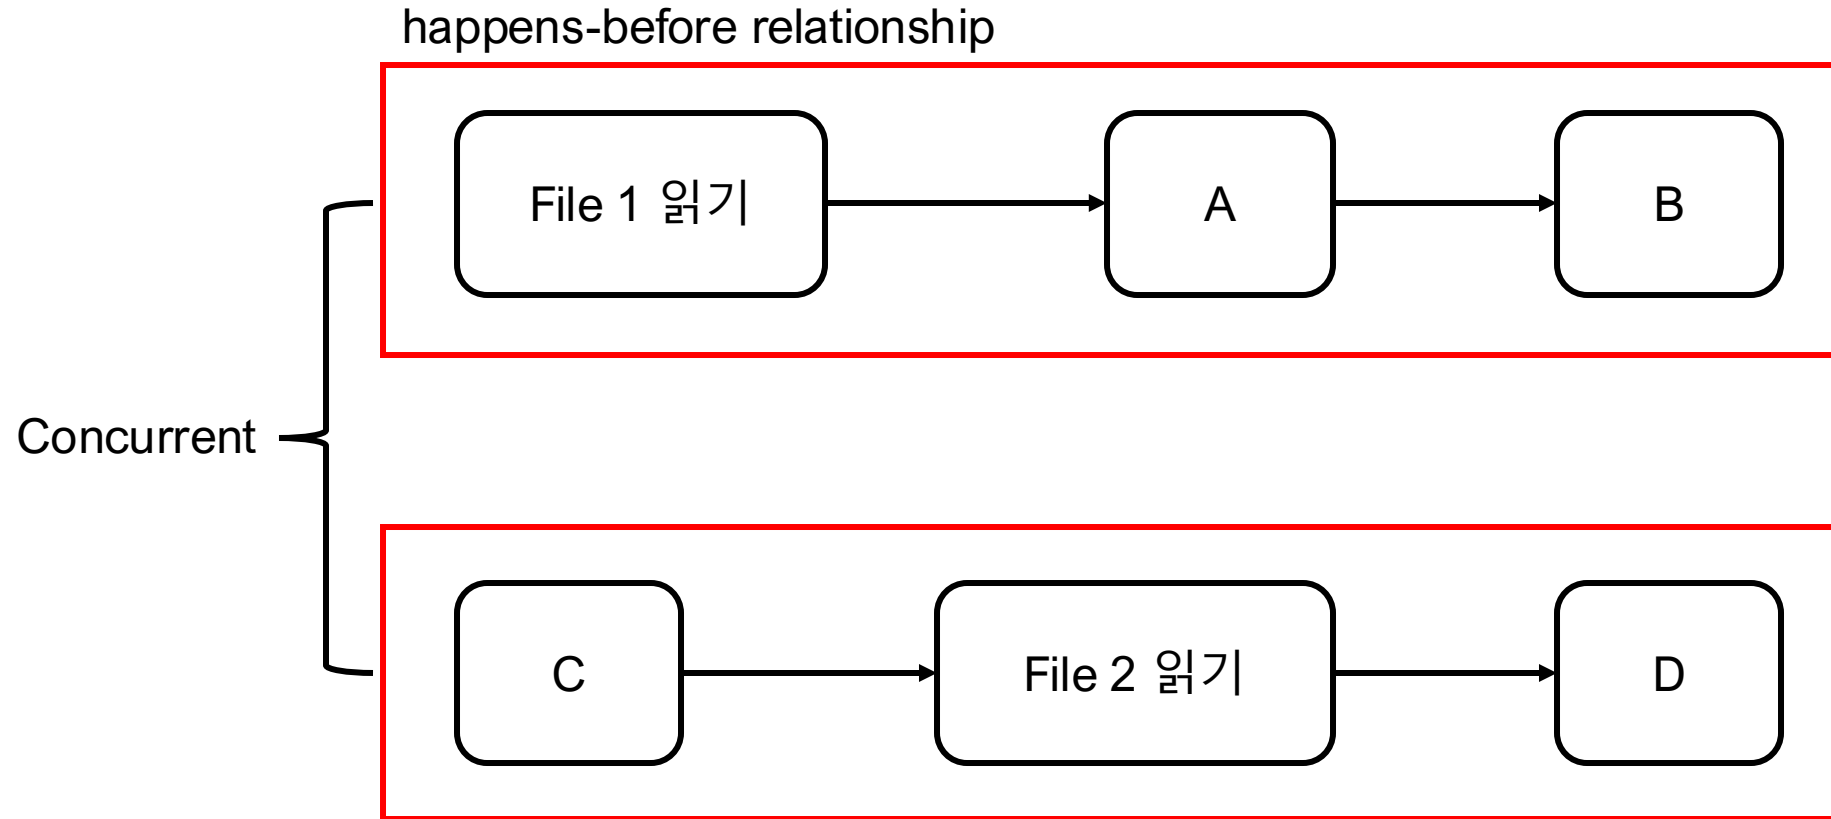 happens-before relationship
File 1 읽기
A
B
Concurrent
C
File 2 읽기
D